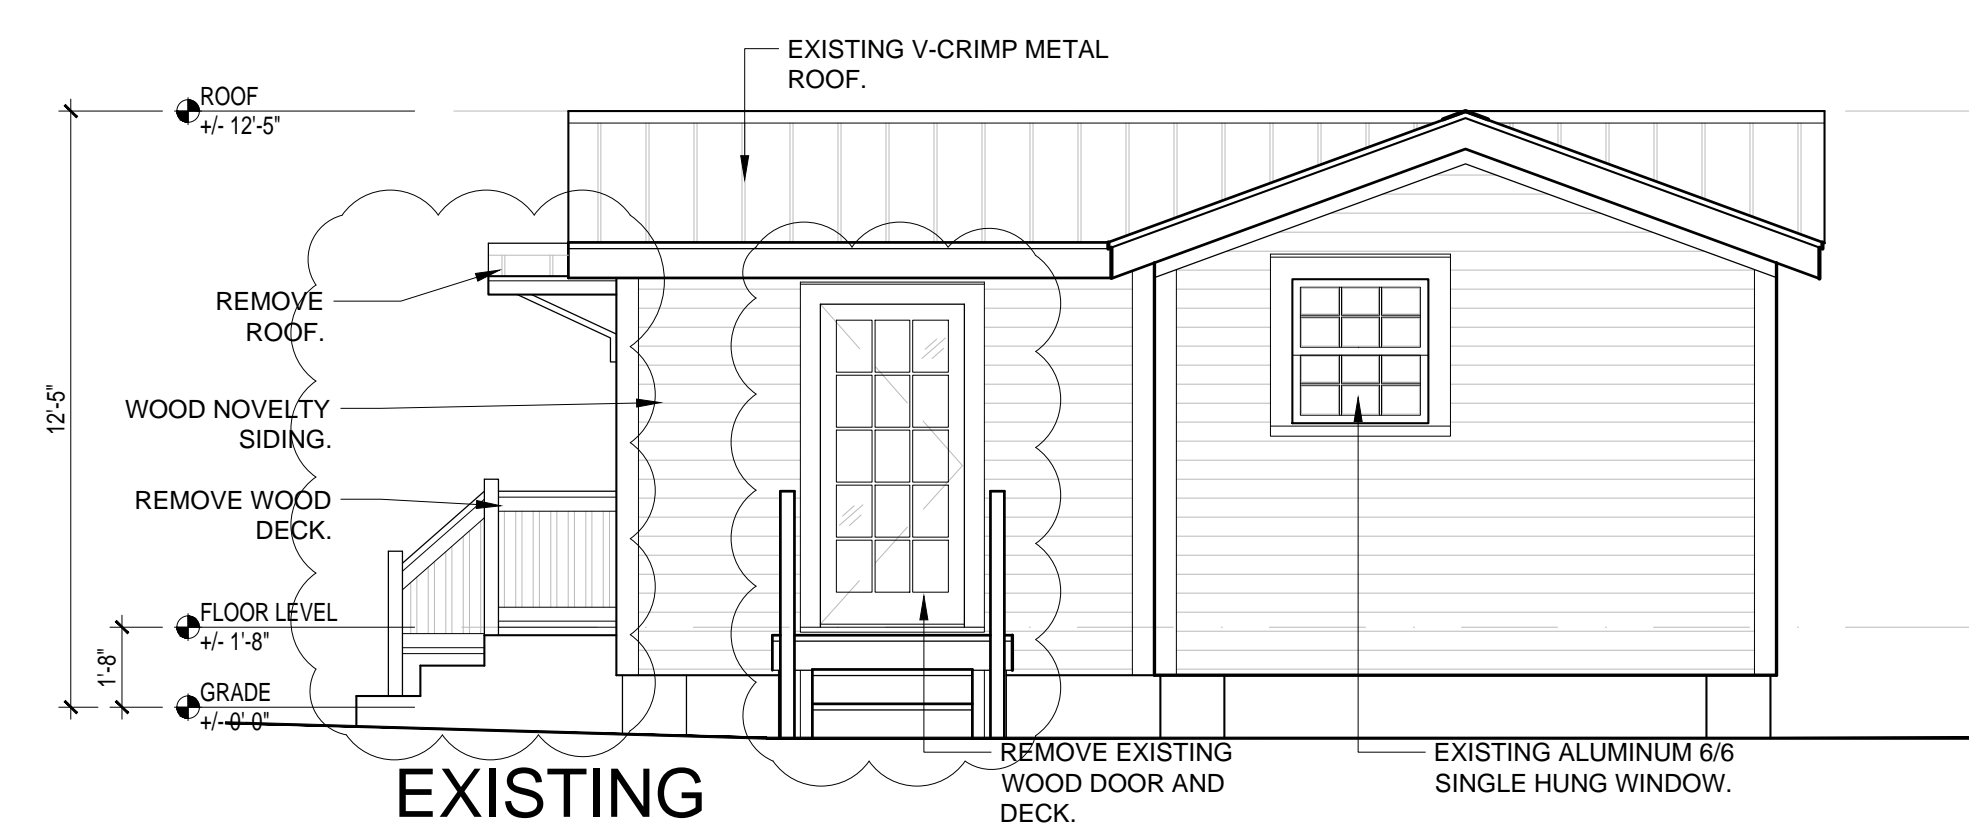 EXISTING V-CRIMP METAL
ROOF.
ROOF
+/- 12'-5"
REMOVE
ROOF.
12'-5"
WOOD NOVELTY
SIDING.
REMOVE WOOD
DECK.
FLOOR LEVEL
+/- 1'-8"
1'-8"
GRADE
+/- 0'-0"
REMOVE EXISTING
WOOD DOOR AND
DECK.
EXISTING ALUMINUM 6/6
SINGLE HUNG WINDOW.
EXISTING